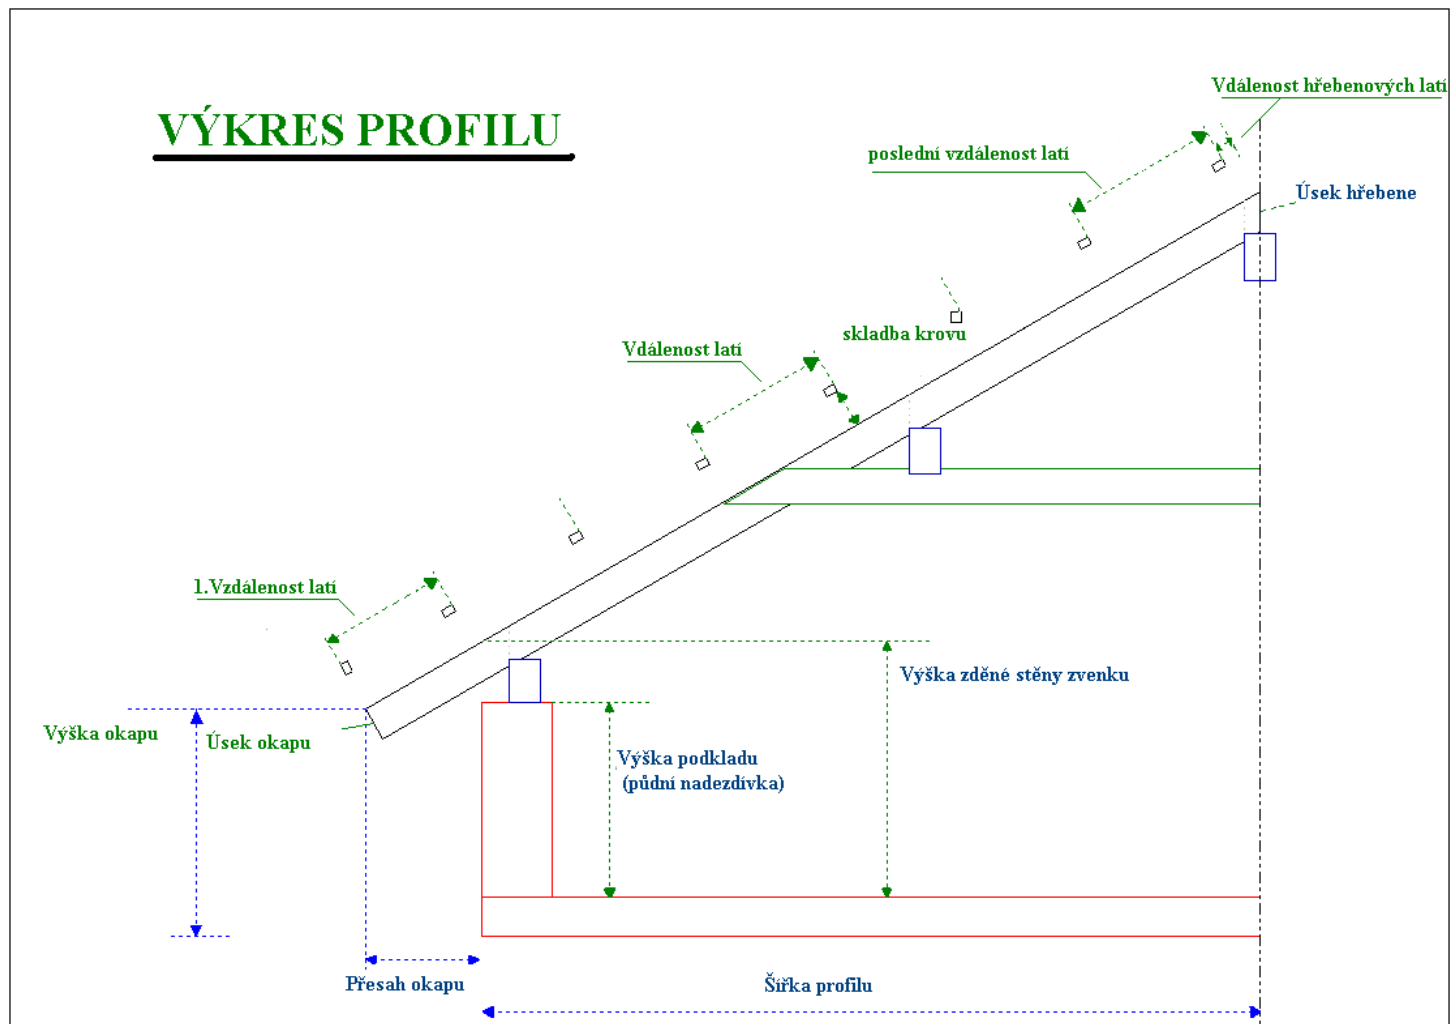 Vdálenost hřebenových latí
VÝKRES PROFILU
poslední vzdálenost latí
Úsek hřebene
skladba krovu
Vdálenost latí
1.Vzdálenost latí
Výška zděné stěny zvenku
Výška okapu
Úsek okapu
Výška podkladu
(půdní nadezdívka)
Přesah okapu
Šířka profilu